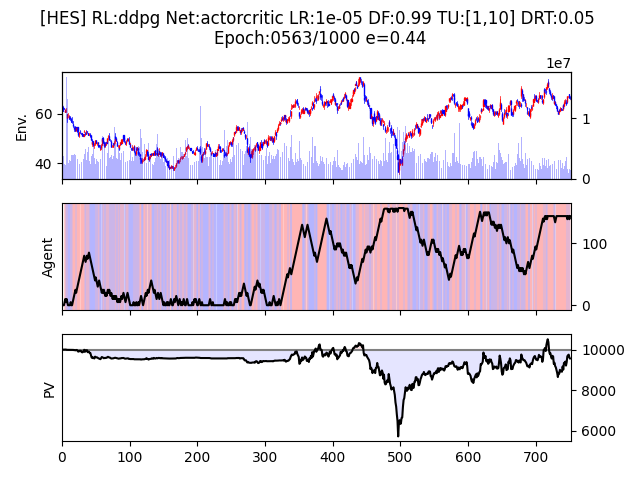 [HES] RL:ddpg Net:actorcritic LR:1e-05 DF:0.99 TU:[1,10] DRT:0.05
Epoch:0563/1000 e=0.44
1e7
Env.
60
40
1
0
Agent
100
0
PV
10000
8000
6000
0 100 200 300 400 500 600 700